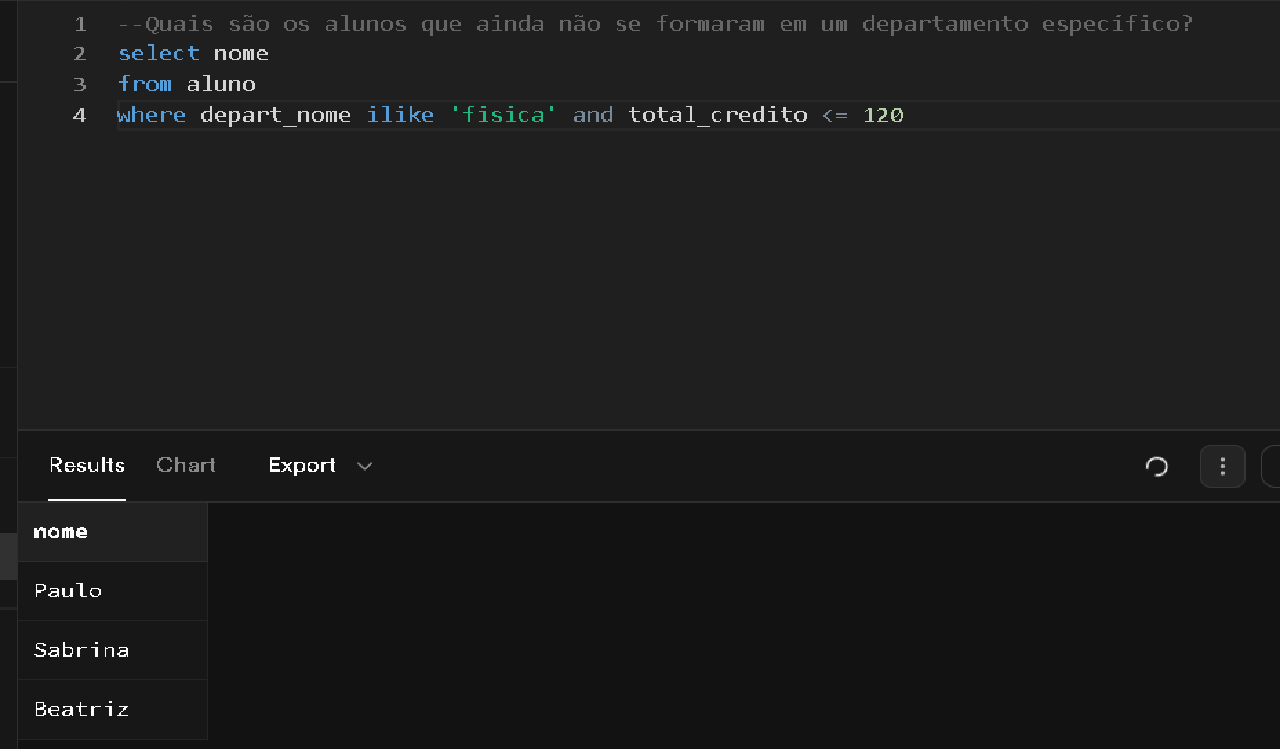 1 --Quais são os alunos que ainda não se formaram em um departamento específico?
2 select nome
3 from aluno
4 where depart_nome ilike 'fisica' and total_credito <= 120
Results Chart Export
nome
Paulo
Sabrina
Beatriz